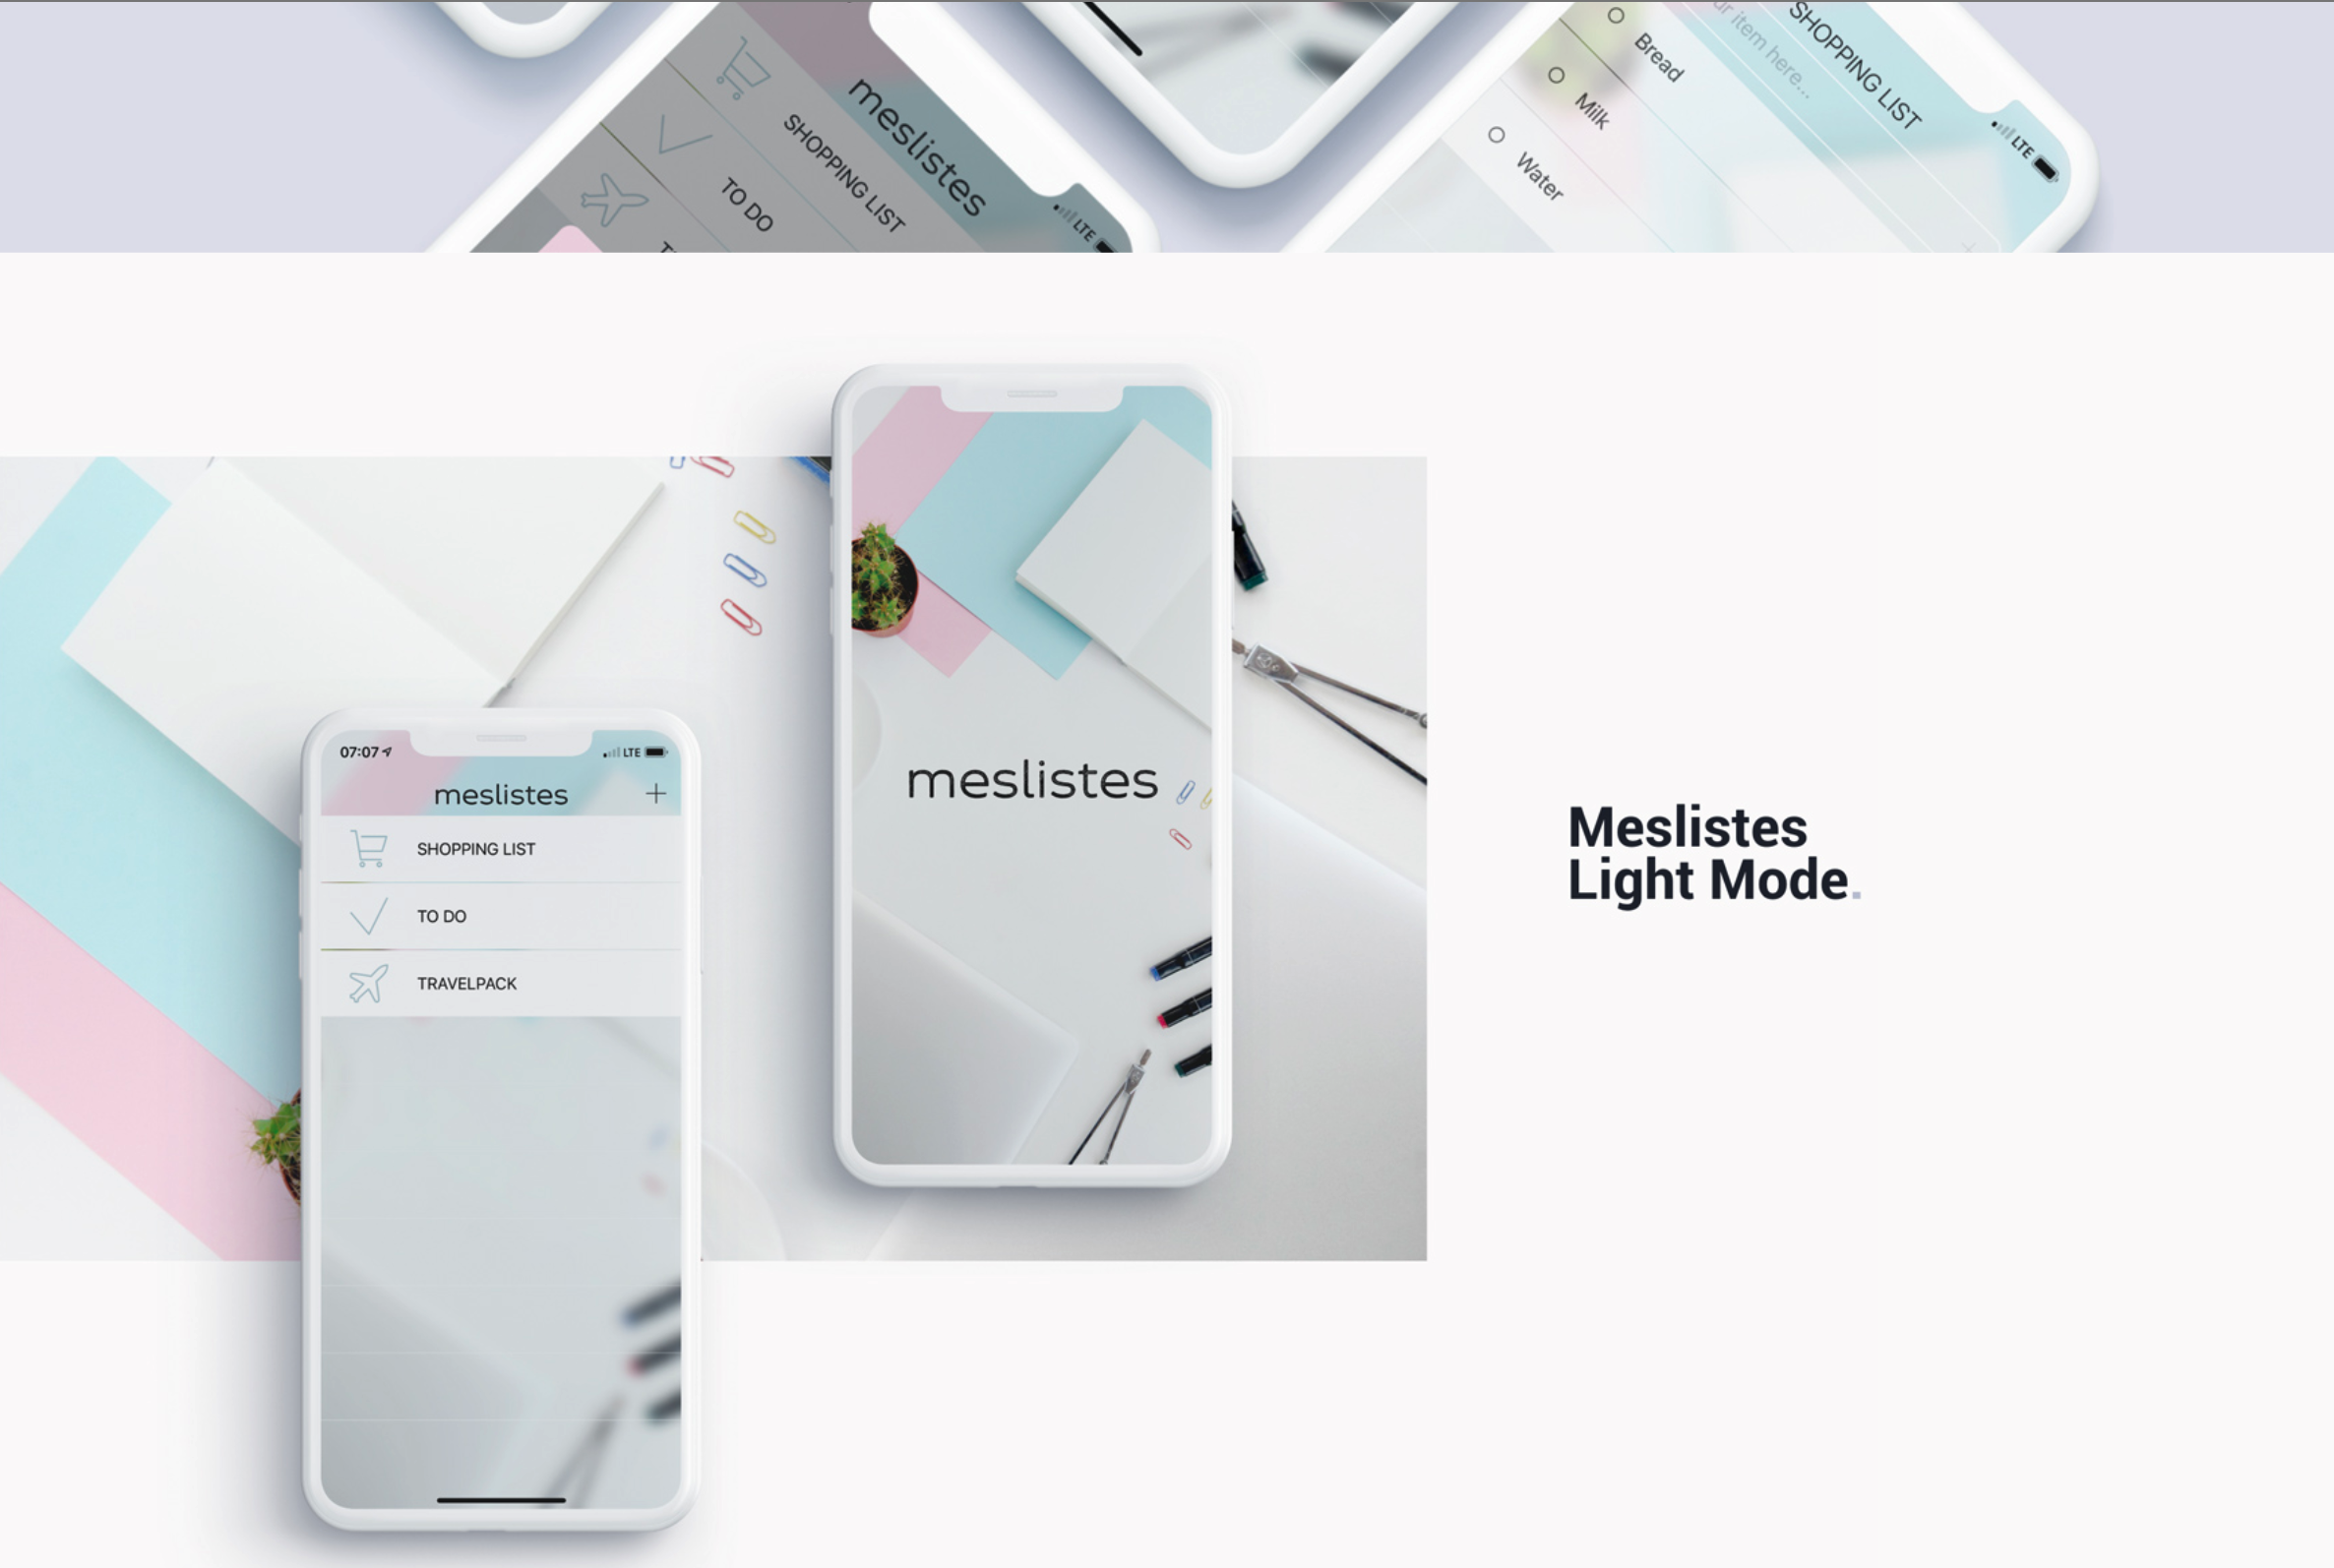 meslistes
SHOPPING LIST
TO DO
LTE
SHOPPING LIST
item here...
Bread
Milk
Water
LTE
meslistes
07:07
LTE
meslistes
SHOPPING LIST
TO DO
TRAVELPACK
Meslistes
Light Mode.